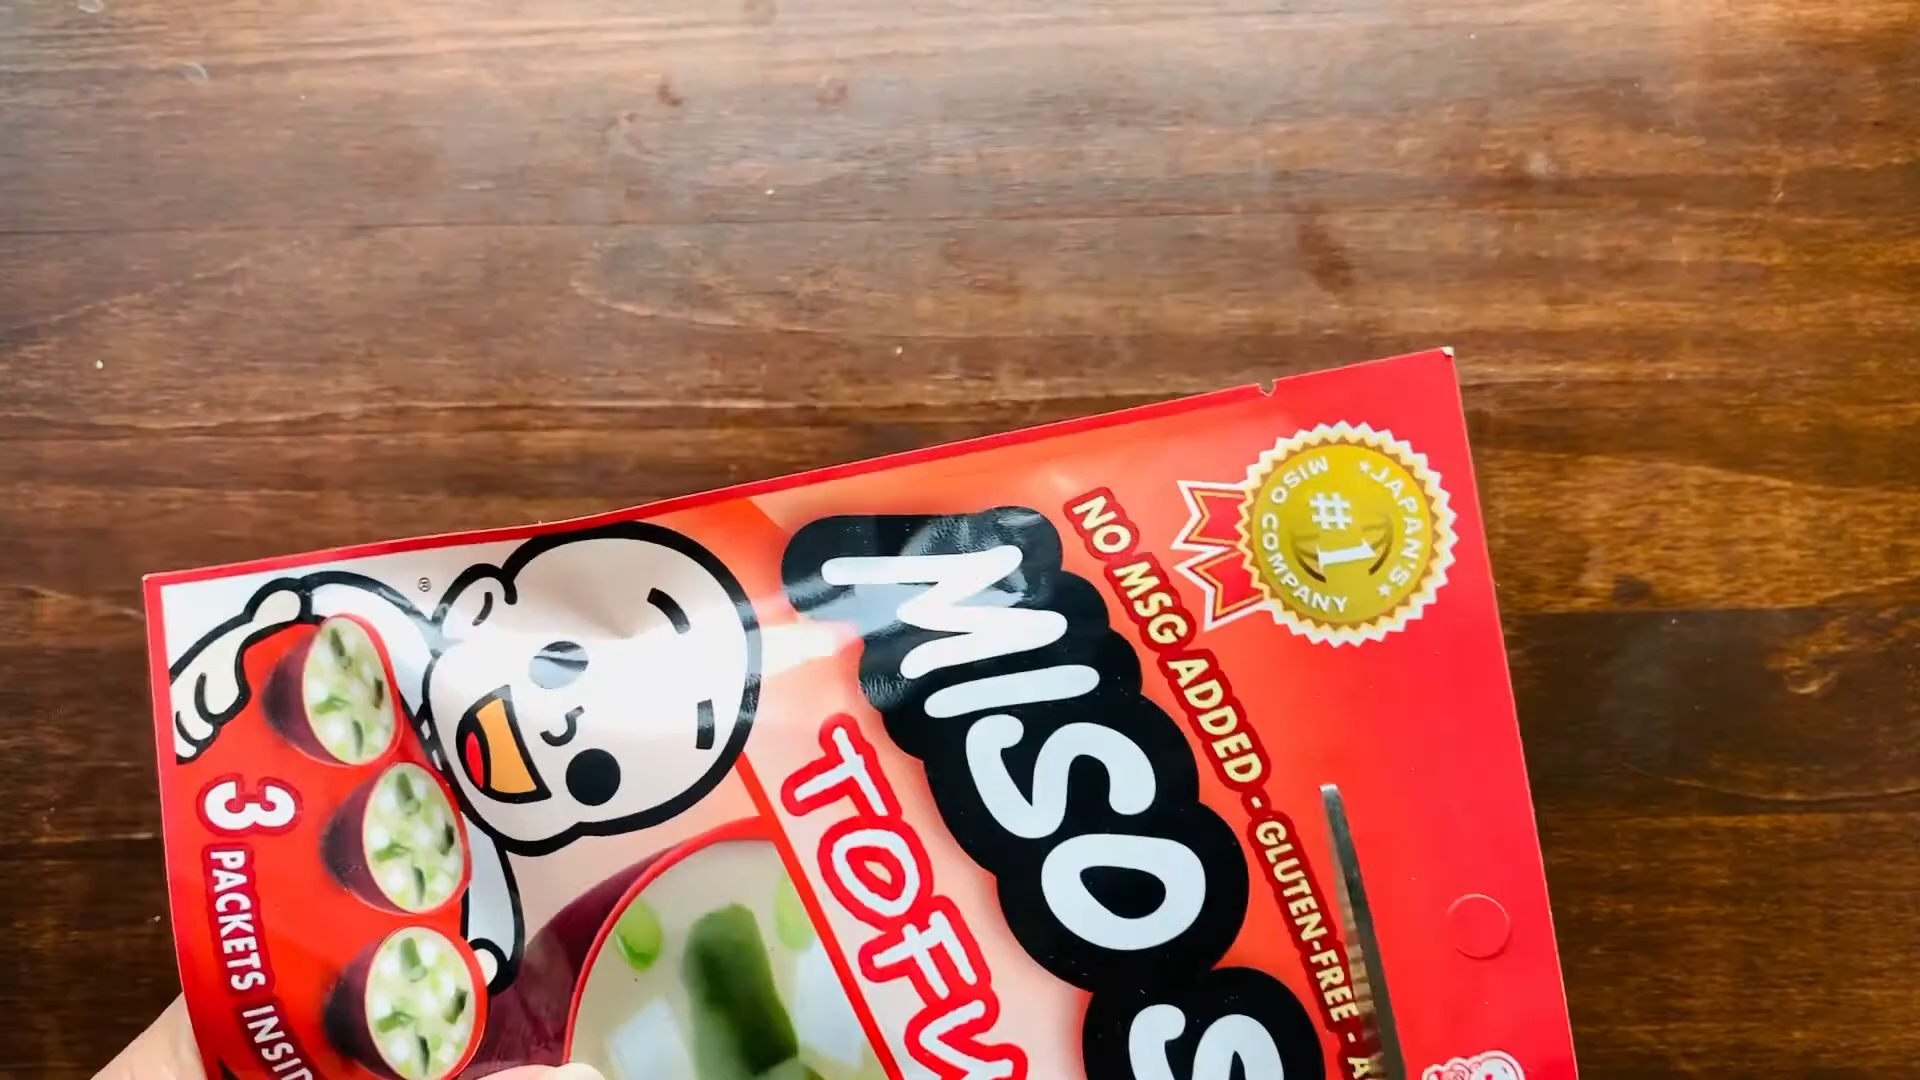 JAPAN'S
#1
MISO COMPANY
NO MSG ADDED - GLUTEN-FREE -
MISO S
TOFU
®
3
PACKETS INSID